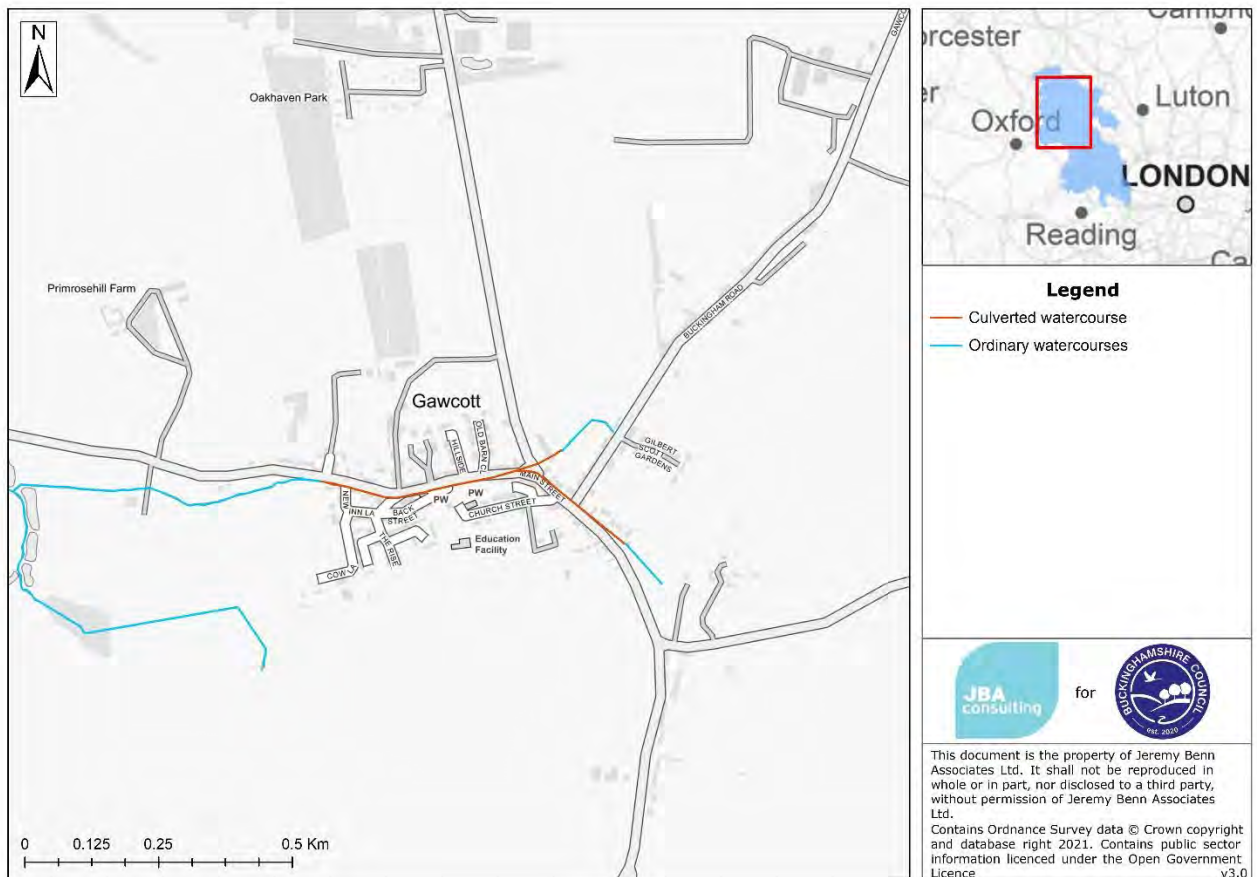 N
Oakhaven Park
Primrosehill Farm
Gawcott
HILLSIDE
OLD BARN CL
BUCKINGHAM ROAD
GILBERT
SCOTT
GARDENS
MAIN STREET
PW
PW
NEW
INN LA
BACK
STREET
CHURCH STREET
THE RISE
COW LA
Education
Facility
0 0.125 0.25 0.5 Km
Oxford
Luton
LONDON
Reading
Legend
Culverted watercourse
Ordinary watercourses
JBA
consulting
for
BUCKINGHAMSHIRE COUNCIL
est. 2020
This document is the property of Jeremy Benn
Associates Ltd. It shall not be reproduced in
whole or in part, nor disclosed to a third party,
without permission of Jeremy Benn Associates
Ltd.
Contains Ordnance Survey data © Crown copyright
and database right 2021. Contains public sector
information licenced under the Open Government
Licence v3.0